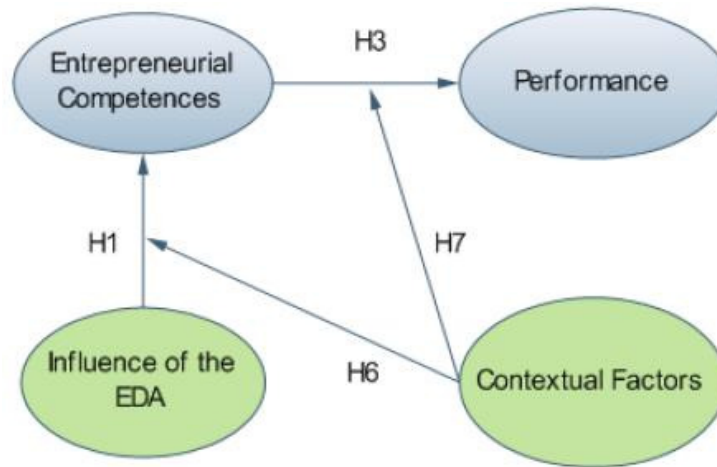 H3
Entrepreneurial
Competences
Performance
H1
H7
Influence of the
EDA
H6
Contextual Factors